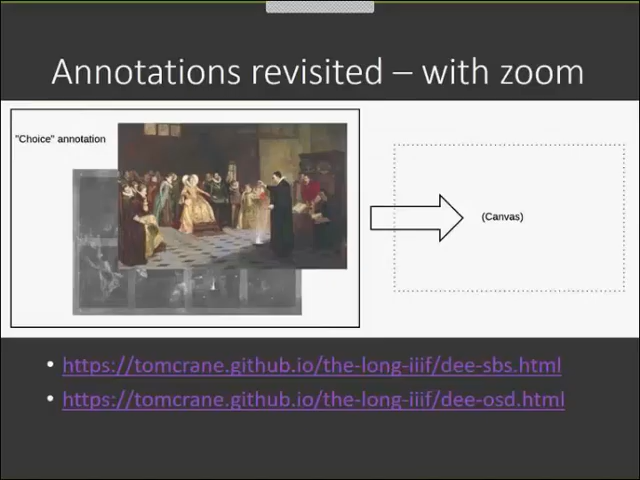 Annotations revisited – with zoom
"Choice" annotation
(Canvas)
• https://tomcrane.github.io/the-long-iiif/dee-sbs.html
• https://tomcrane.github.io/the-long-iiif/dee-osd.html